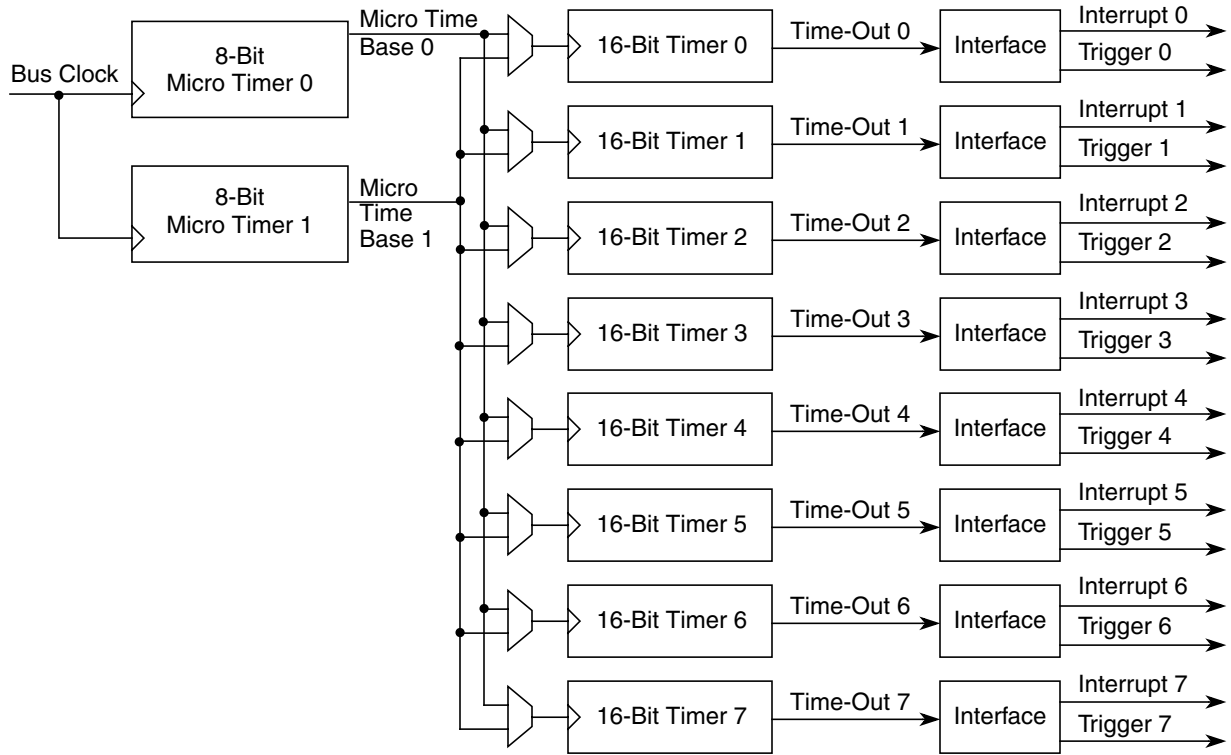 Bus Clock
8-Bit
Micro Timer 0
Micro Time
Base 0
8-Bit
Micro Timer 1
Micro
Time
Base 1
16-Bit Timer 0
Time-Out 0
Interface
Interrupt 0
Trigger 0
16-Bit Timer 1
Time-Out 1
Interface
Interrupt 1
Trigger 1
16-Bit Timer 2
Time-Out 2
Interface
Interrupt 2
Trigger 2
16-Bit Timer 3
Time-Out 3
Interface
Interrupt 3
Trigger 3
16-Bit Timer 4
Time-Out 4
Interface
Interrupt 4
Trigger 4
16-Bit Timer 5
Time-Out 5
Interface
Interrupt 5
Trigger 5
16-Bit Timer 6
Time-Out 6
Interface
Interrupt 6
Trigger 6
16-Bit Timer 7
Time-Out 7
Interface
Interrupt 7
Trigger 7